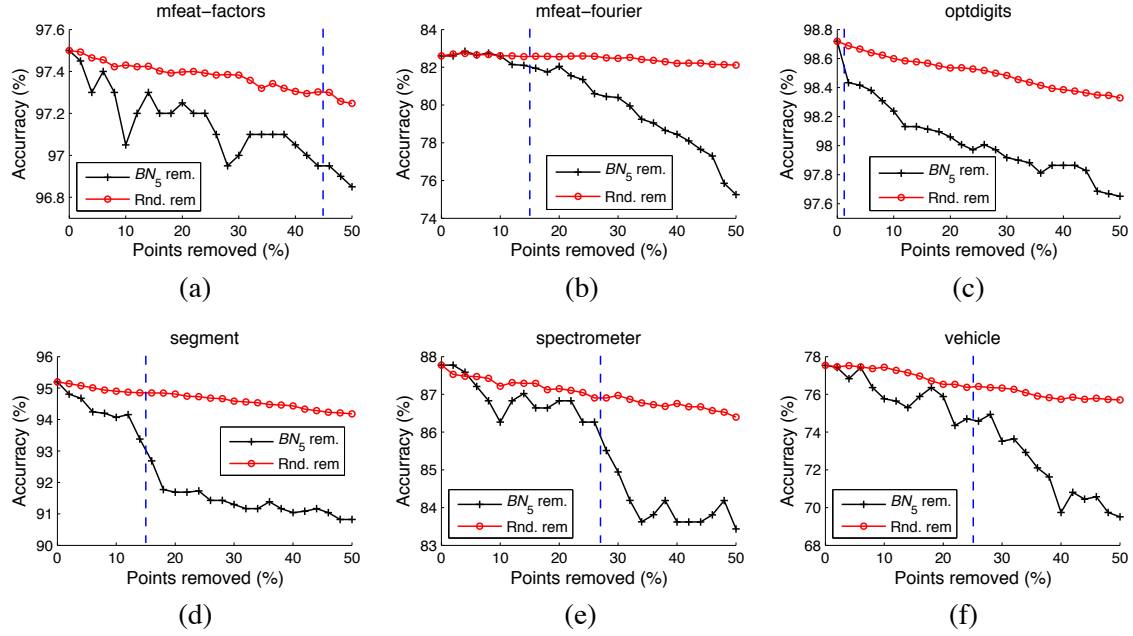 mfeat−factors
97.6
97.4
97.2
97
96.8
Accurracy (%)
BN5 rem.
Rnd. rem
0 10 20 30 40 50
Points removed (%)
(a)
mfeat−fourier
84
82
80
78
76
74
Accurracy (%)
BN5 rem.
Rnd. rem
0 10 20 30 40 50
Points removed (%)
(b)
optdigits
98.8
98.6
98.4
98.2
98
97.8
97.6
Accurracy (%)
BN5 rem.
Rnd. rem
0 10 20 30 40 50
Points removed (%)
(c)
segment
96
95
94
93
92
91
90
Accurracy (%)
BN5 rem.
Rnd. rem
0 10 20 30 40 50
Points removed (%)
(d)
spectrometer
88
87
86
85
84
83
Accurracy (%)
BN5 rem.
Rnd. rem
0 10 20 30 40 50
Points removed (%)
(e)
vehicle
78
76
74
72
70
68
Accurracy (%)
BN5 rem.
Rnd. rem
0 10 20 30 40 50
Points removed (%)
(f)